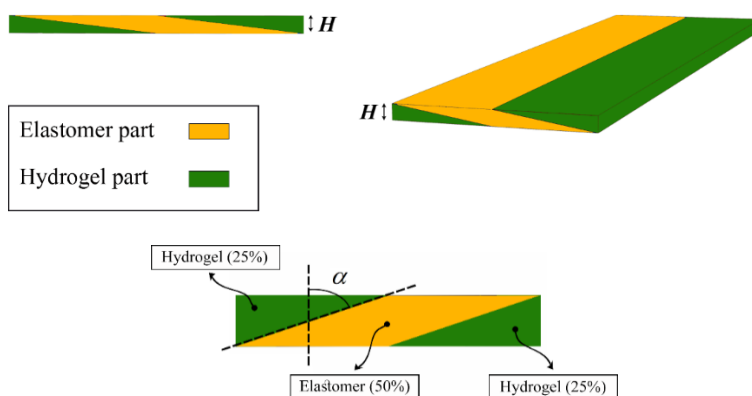 H
H
Elastomer part
Hydrogel part
Hydrogel (25%)
α
Elastomer (50%)
Hydrogel (25%)